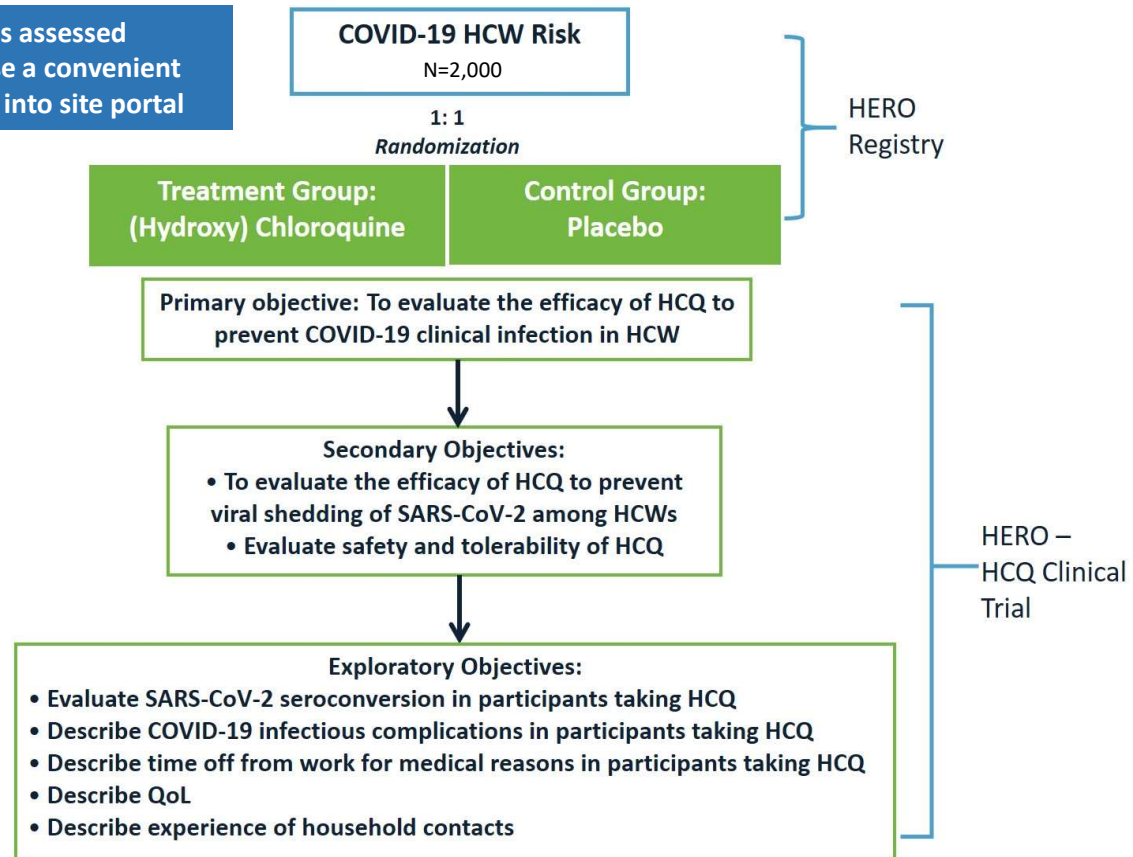 s assessed
e a convenient
into site portal
COVID-19 HCW Risk
N=2,000
1: 1
Randomization
Treatment Group:
(Hydroxy) Chloroquine
Control Group:
Placebo
HERO
Registry
Primary objective: To evaluate the efficacy of HCQ to
prevent COVID-19 clinical infection in HCW
Secondary Objectives:
• To evaluate the efficacy of HCQ to prevent
viral shedding of SARS-CoV-2 among HCWs
• Evaluate safety and tolerability of HCQ
HERO –
HCQ Clinical
Trial
Exploratory Objectives:
• Evaluate SARS-CoV-2 seroconversion in participants taking HCQ
• Describe COVID-19 infectious complications in participants taking HCQ
• Describe time off from work for medical reasons in participants taking HCQ
• Describe QoL
• Describe experience of household contacts